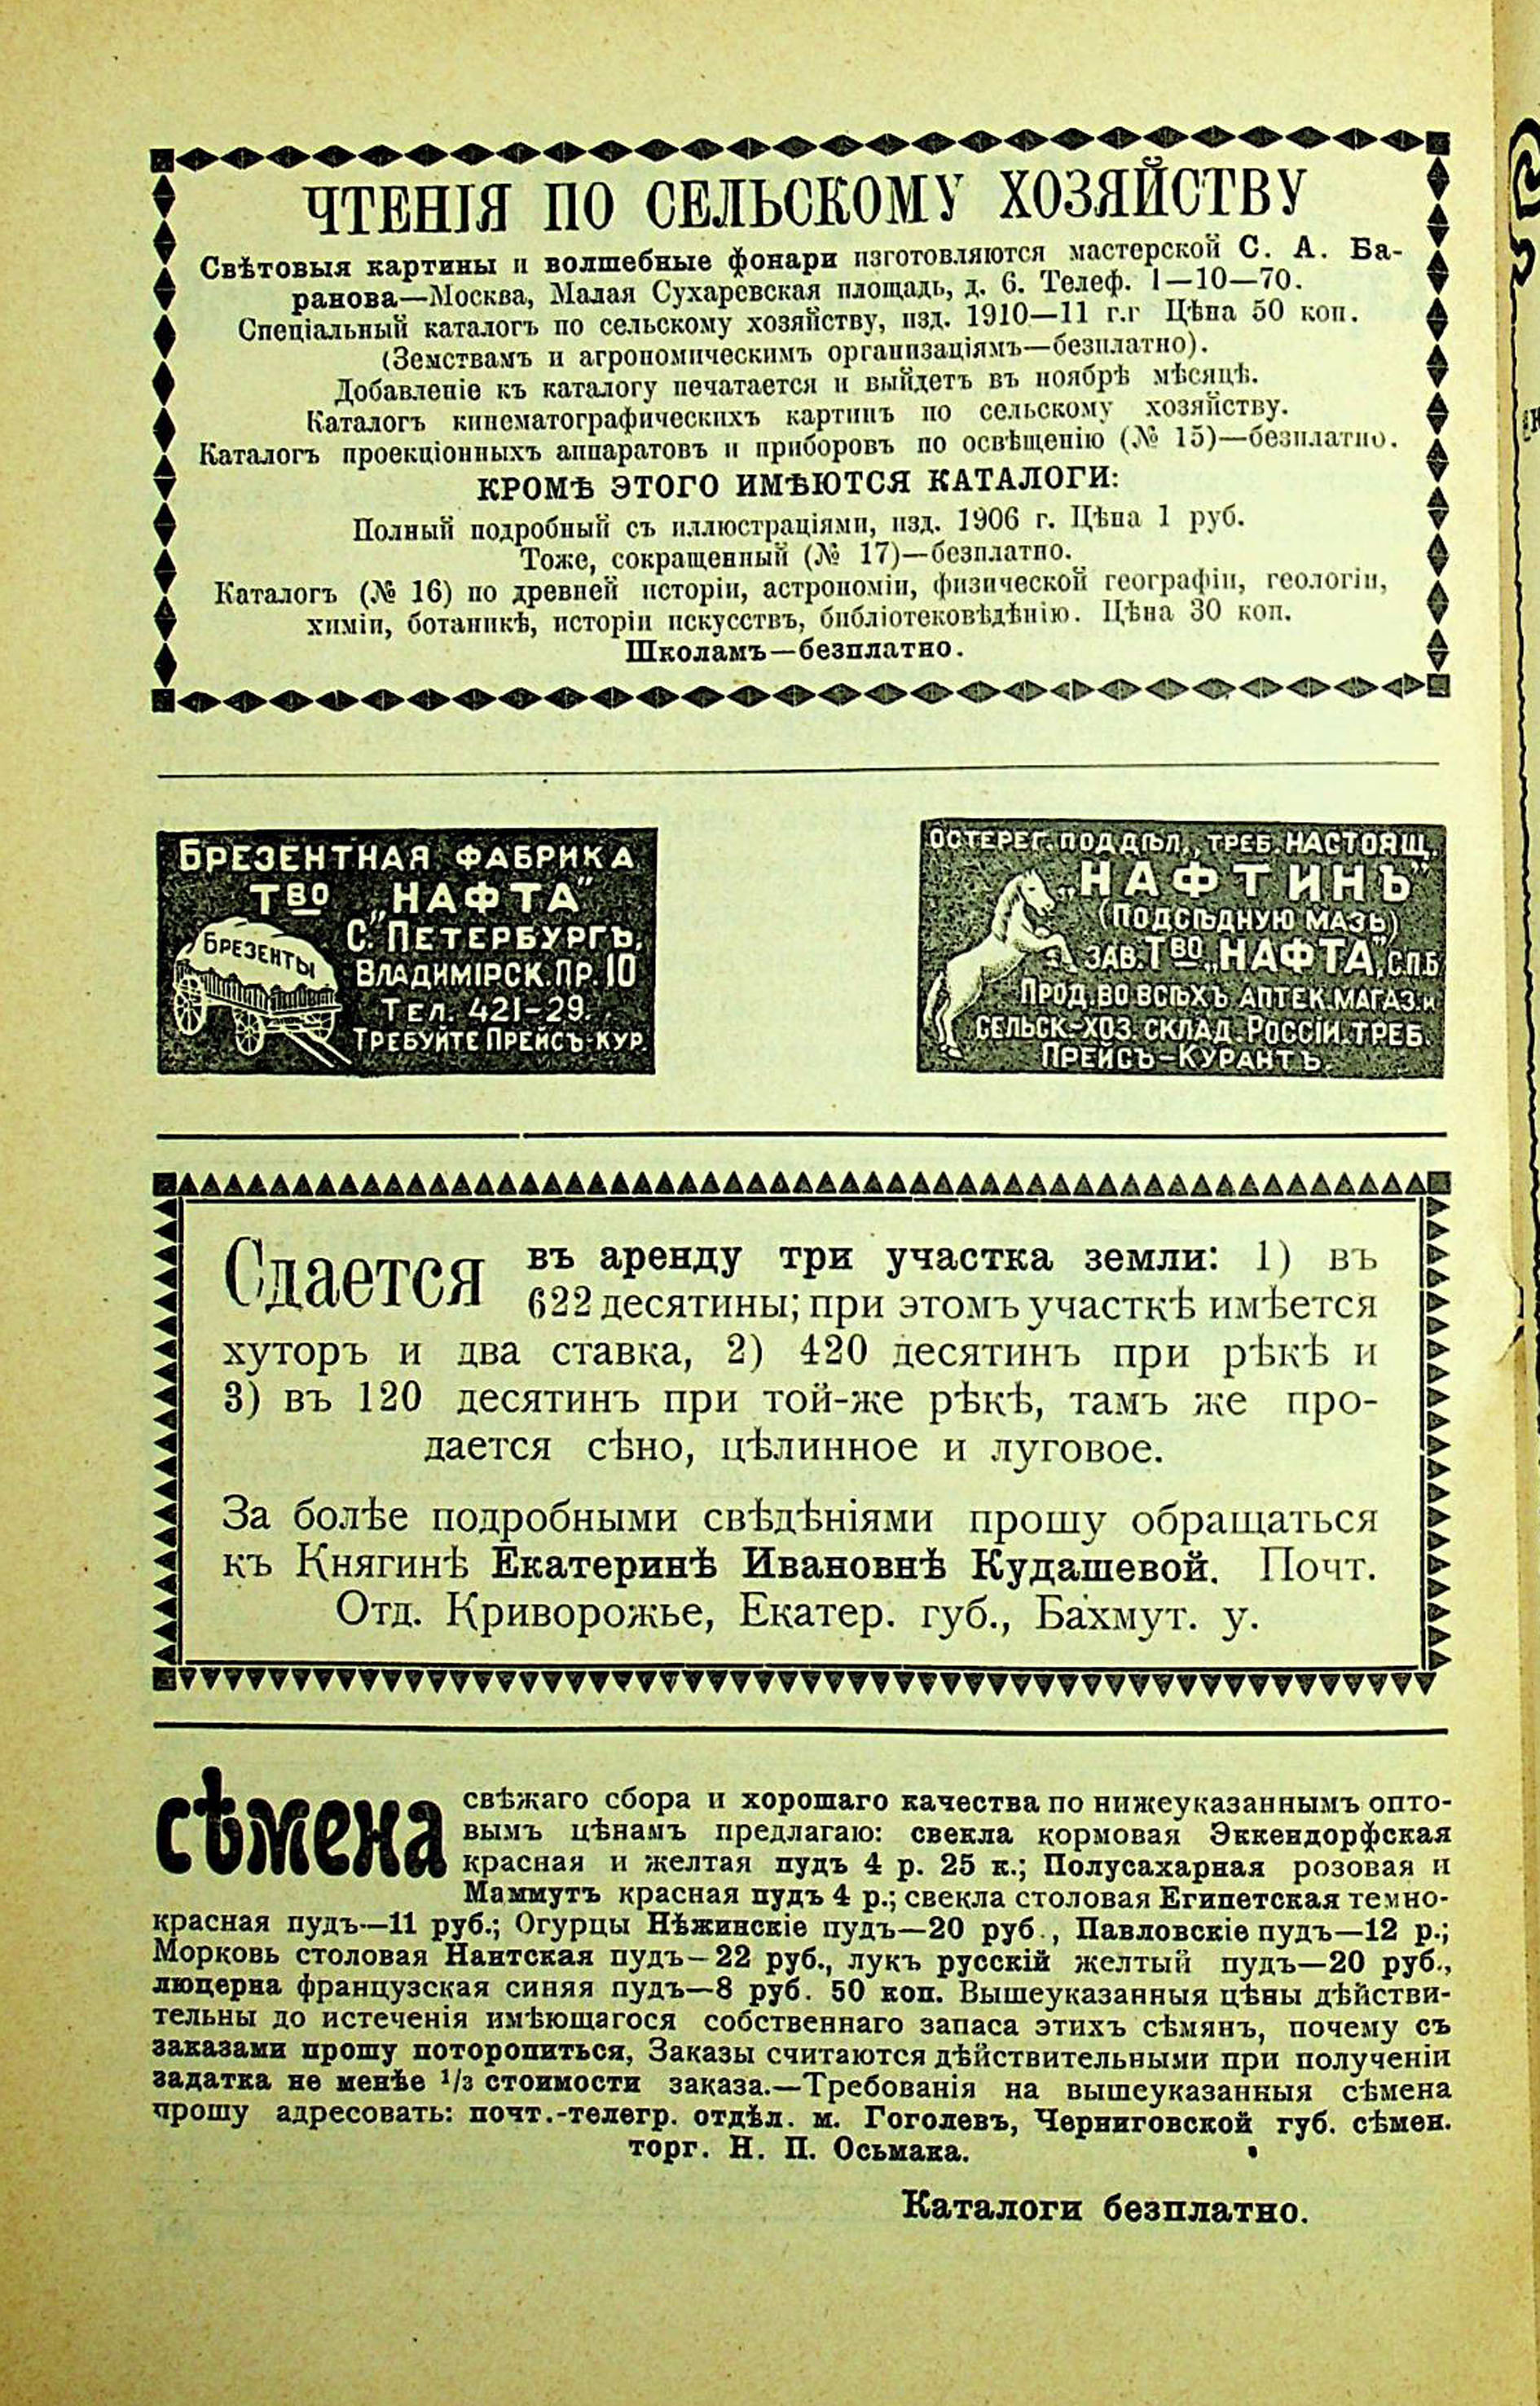 ЧТЕНІЯ ПО СЕЛЬСКОМУ ХОЗЯЙСТВУ
Свѣтовыя картины и волшебные фонари изготовляются мастерской С. А. Ба-
ранова—Москва, Малая Сухаревская площадь, д. 6. Телеф. 1—10—70.
Спеціальный каталогъ по сельскому хозяйству, изд. 1910—11 г.г Цѣна 50 коп.
(Земствамъ и агрономическимъ организаціямъ—безплатно).
Добавленіе къ каталогу печатается и выйдетъ въ ноябрѣ мѣсяцѣ.
Каталогъ кинематографическихъ картинъ по сельскому хозяйству.
Каталогъ проекціонныхъ аппаратовъ и приборовъ по освѣщенію (№ 15)—безплатно.
КРОМѢ ЭТОГО ИМѢЮТСЯ КАТАЛОГИ:
Полный подробный съ иллюстраціями, изд. 1906 г. Цѣна 1 руб.
Тоже, сокращенный (№ 17)—безплатно.
Каталогъ (№ 16) по древней исторіи, астрономіи, физической географіи, геологіи,
химіи, ботаникѣ, исторіи искусствъ, библіотековѣдѣнію. Цѣна 30 коп.
Школамъ—безплатно.
БРЕЗЕНТНАЯ ФАБРИКА
Тво „НАФТА"
С. ПЕТЕРБУРГЪ,
БРЕЗЕНТЫ
ВЛАДИМІРСК. ПР. 10
ТЕЛ. 421-29.
ТРЕБУЙТЕ ПРЕЙСЪ-КУР.
ОСТЕРЕГ. ПОДДѢЛ., ТРЕБ. НАСТОЯЩ.
„НАФТИНЪ"
(ПОДСѢДНУЮ МАЗЬ)
ЗАВ. Тво „НАФТА", С.П.Б.
ПРОД. ВО ВСѢХЪ АПТЕК. МАГАЗ. и
СЕЛЬСК-ХОЗ. СКЛАД. РОССІИ. ТРЕБ.
ПРЕЙСЪ-КУРАНТЪ.
Сдается въ аренду три участка земли: 1) въ
622 десятины; при этомъ участкѣ имѣется
хуторъ и два ставка, 2) 420 десятинъ при рѣкѣ и
3) въ 120 десятинъ при той-же рѣкѣ, тамъ же про-
дается сѣно, цѣлинное и луговое.
За болѣе подробными свѣдѣніями прошу обращаться
къ Княгинѣ Екатеринѣ Ивановнѣ Кудашевой. Почт.
Отд. Криворожье, Екатер. губ., Бахмут. у.
сѣмена свѣжаго сбора и хорошаго качества по нижеуказаннымъ опто-
вымъ цѣнамъ предлагаю: свекла кормовая Эккендорфская
красная и желтая пудъ 4 р. 25 к.; Полусахарная розовая и
Маммутъ красная пудъ 4 р.; свекла столовая Египетская темно-
красная пудъ—11 руб.; Огурцы Нѣжинскіе пудъ—20 руб., Павловскіе пудъ—12 р.;
Морковь столовая Нантская пудъ—22 руб., лукъ русскій желтый пудъ—20 руб.,
люцерна французская синяя пудъ—8 руб. 50 коп. Вышеуказанныя цѣны дѣйстви-
тельны до истеченія имѣющагося собственнаго запаса этихъ сѣмянъ, почему съ
заказами прошу поторопиться, Заказы считаются дѣйствительными при полученіи
задатка не менѣе 1/3 стоимости заказа.—Требованія на вышеуказанныя сѣмена
прошу адресовать: почт.-телегр. отдѣл. м. Гоголевъ, Черниговской губ. сѣмен.
торг. Н. П. Осьмака.
Каталоги безплатно.